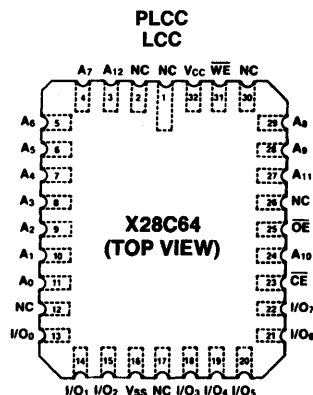 PLCC
LCC
A7 A12 NC NC VCC WE NC
4 3 2 1 32 31 30
A6 5 29 A8
A5 6 28 A9
A4 7 27 A11
A3 8 26 NC
A2 9 X28C64 25 OE
A1 10 (TOP VIEW) 24 A10
A0 11 23 CE
NC 12 22 I/O7
I/O0 13 21 I/O6
14 15 16 17 18 19 20
I/O1 I/O2 VSS NC I/O3 I/O4 I/O5